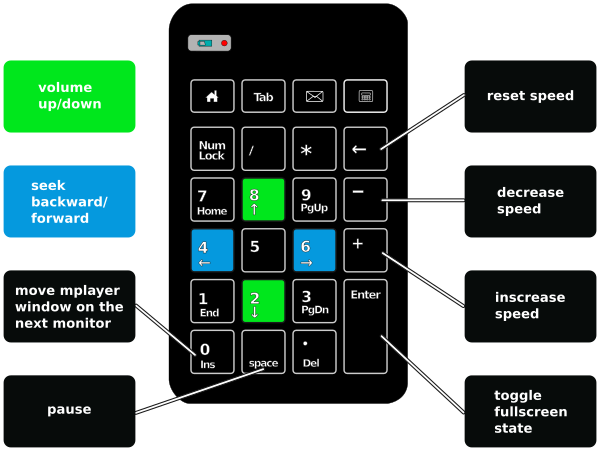 volume
up/down
seek
backward/
forward
move mplayer
window on the
next monitor
pause
Tab
Num
Lock
/
*
←
7
Home
8
↑
9
PgUp
−
4
←
5
6
→
+
1
End
2
↓
3
PgDn
Enter
0
Ins
space
.
Del
reset speed
decrease
speed
inscrease
speed
toggle
fullscreen
state